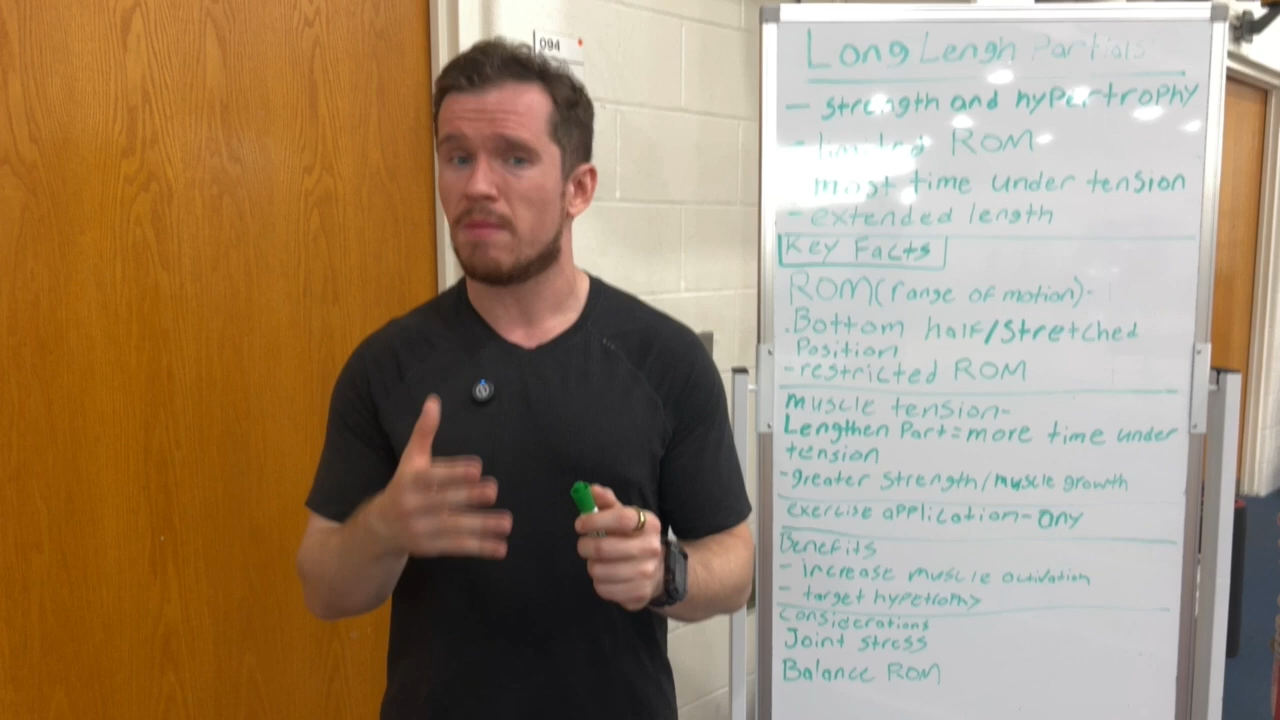 094
Long Lengh Partials
- strength and hypertrophy
- limited ROM-
most time under tension
- extended length
Key Facts
ROM(range of motion)-
.Bottom half/Stretched
Position
-restricted ROM
muscle tension-
Lengthen Part=more time under
tension
-greater strength/muscle growth
exercise application-any
Benefits
- increase muscle activation
- target hypetrophy
Considerations
Joint stress
Balance ROM